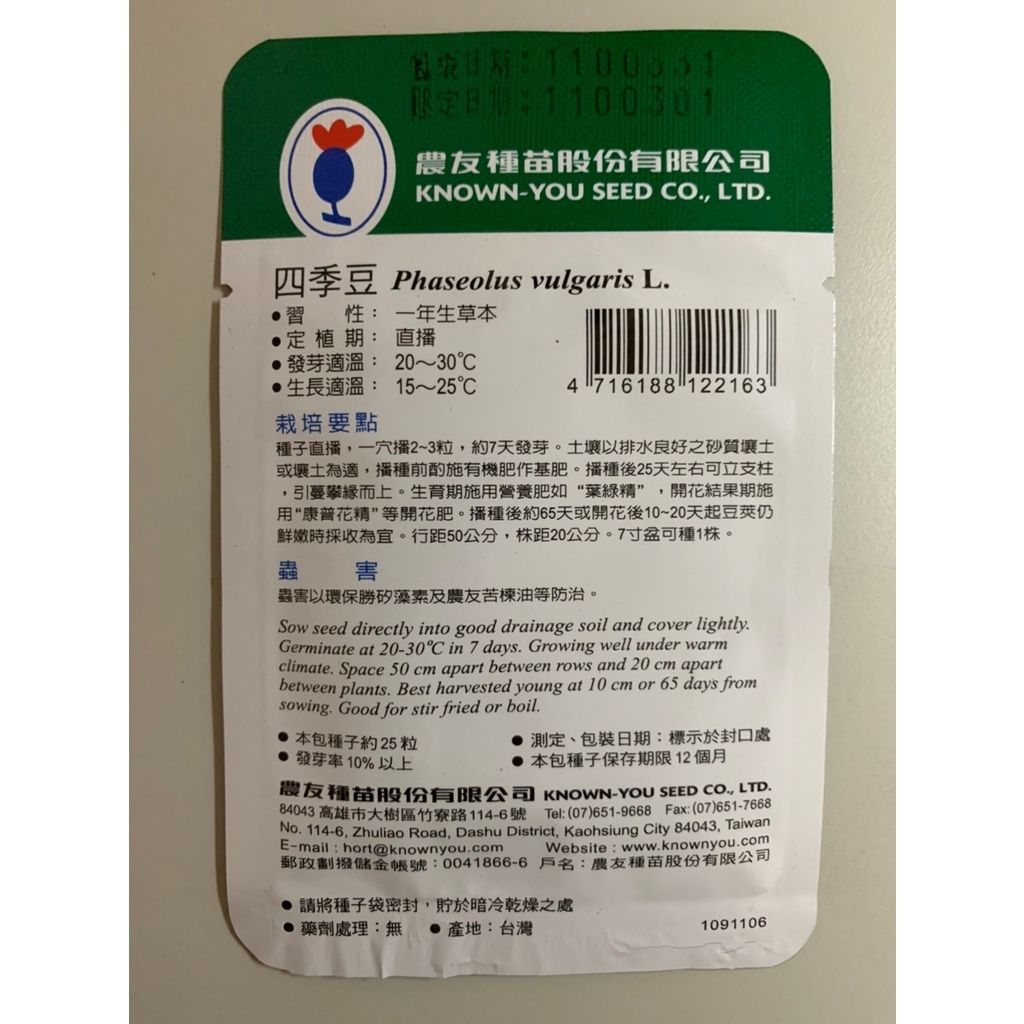 包裝日期：1100331
測定日期：1100301
農友種苗股份有限公司
KNOWN-YOU SEED CO., LTD.
四季豆 Phaseolus vulgaris L.
●習　性：一年生草本
●定 植 期：直播
●發芽適溫：20～30℃
●生長適溫：15～25℃
4 716188 122163
栽培要點
種子直播，一穴播2~3粒，約7天發芽。土壤以排水良好之砂質壤土
或壤土為適，播種前酌施有機肥作基肥。播種後25天左右可立支柱
，引蔓攀緣而上。生育期施用營養肥如“葉綠精”，開花結果期施
用“康普花精”等開花肥。播種後約65天或開花後10~20天起豆莢仍
鮮嫩時採收為宜。行距50公分，株距20公分。7寸盆可種1株。
蟲　害
蟲害以環保勝矽藻素及農友苦楝油等防治。
Sow seed directly into good drainage soil and cover lightly.
Germinate at 20-30℃ in 7 days. Growing well under warm
climate. Space 50 cm apart between rows and 20 cm apart
between plants. Best harvested young at 10 cm or 65 days from
sowing. Good for stir fried or boil.
●本包種子約25粒　●測定、包裝日期：標示於封口處
●發芽率10%以上　●本包種子保存期限12個月
農友種苗股份有限公司 KNOWN-YOU SEED CO., LTD.
84043 高雄市大樹區竹寮路114-6號 Tel: (07)651-9668 Fax: (07)651-7668
No. 114-6, Zhuliao Road, Dashu District, Kaohsiung City 84043, Taiwan
E-mail : hort@knownyou.com Website : www.knownyou.com
郵政劃撥儲金帳號：0041866-6 戶名：農友種苗股份有限公司
●請將種子袋密封，貯於暗冷乾燥之處
●藥劑處理：無 ●產地：台灣 1091106